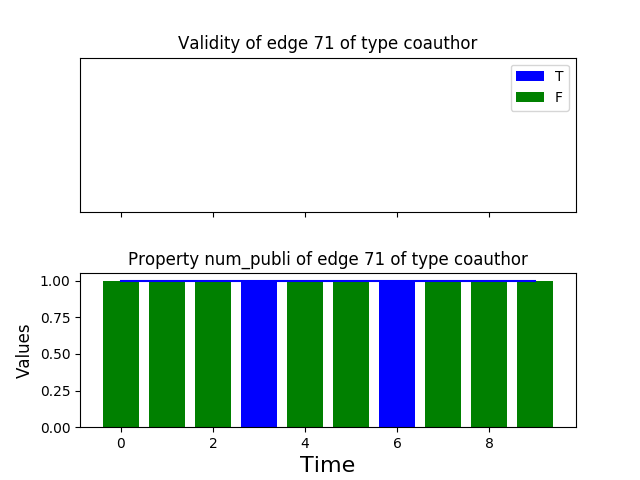 Validity of edge 71 of type coauthor
T
F
Property num_publi of edge 71 of type coauthor
1.00
0.75
0.50
0.25
0.00
Values
0 2 4 6 8
Time